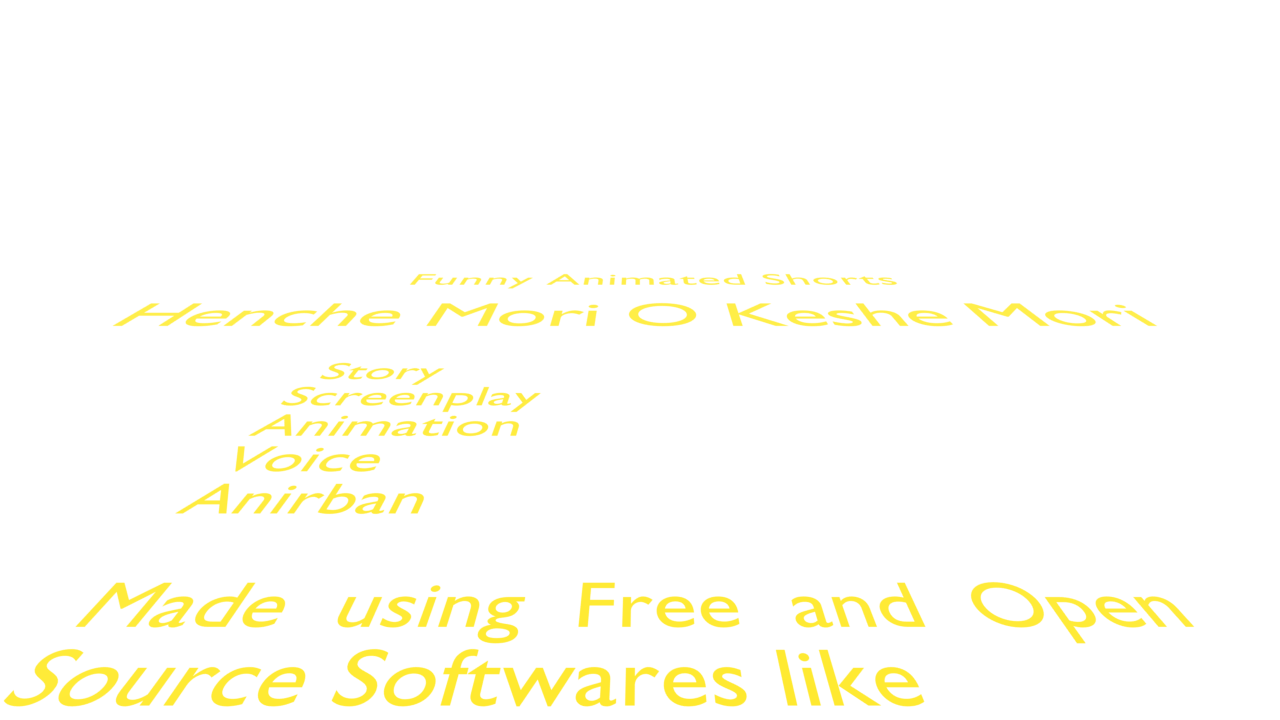 Funny Animated Shorts
Henche Mori O Keshe Mori
Story
Screenplay
Animation
Voice
Anirban
Made using Free and Open
Source Softwares like